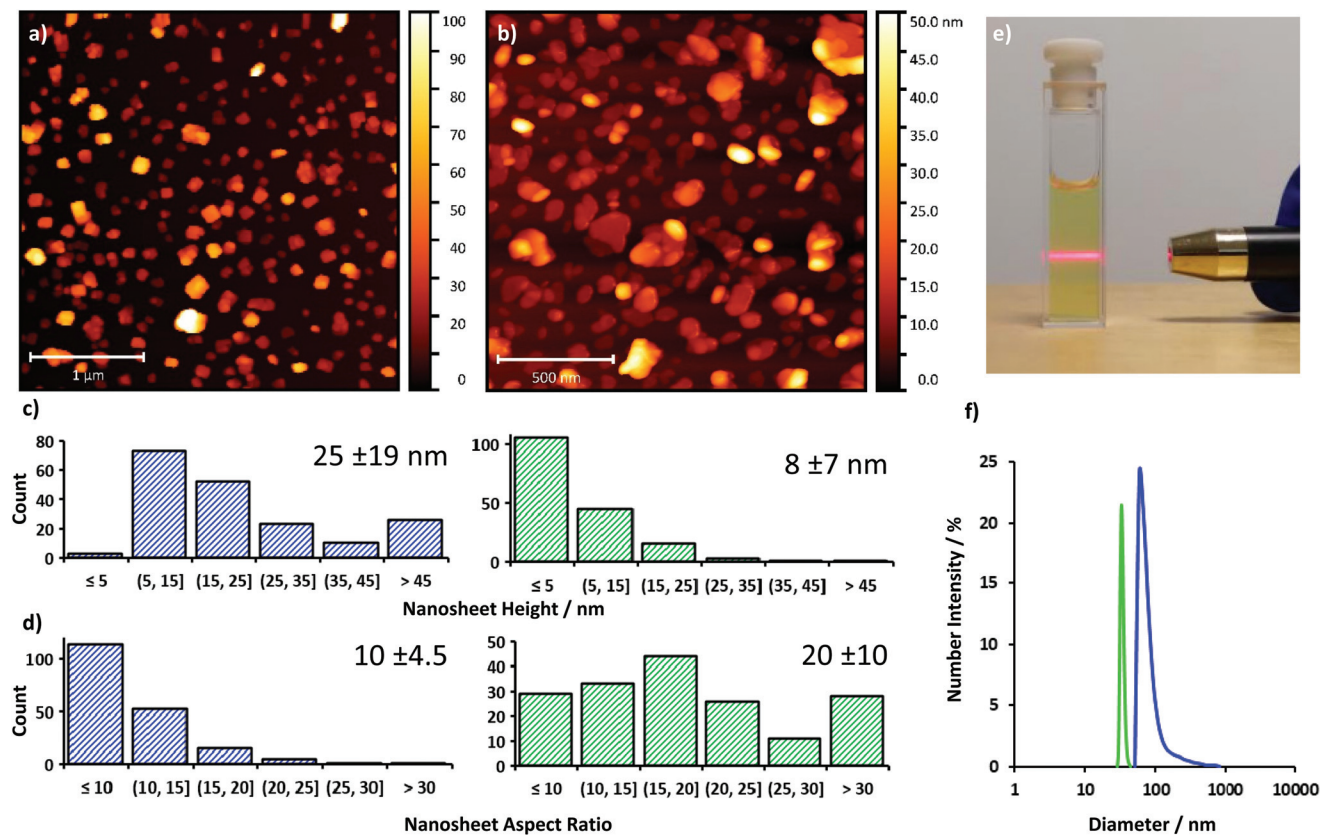 a)
100
90
80
70
60
50
40
30
20
10
0
1 µm
b)
50.0 nm
45.0
40.0
35.0
30.0
25.0
20.0
15.0
10.0
5.0
0.0
500 nm
e)
c)
80
60
40
20
0
Count
25 ±19 nm
≤ 5 (5, 15] (15, 25] (25, 35] (35, 45] > 45
100
50
0
8 ±7 nm
≤ 5 (5, 15] (15, 25] (25, 35] (35, 45] > 45
Nanosheet Height / nm
d)
100
50
0
Count
10 ±4.5
≤ 10 (10, 15] (15, 20] (20, 25] (25, 30] > 30
50
40
30
20
10
0
20 ±10
≤ 10 (10, 15] (15, 20] (20, 25] (25, 30] > 30
Nanosheet Aspect Ratio
f)
25
20
15
10
5
0
Number Intensity / %
1 10 100 1000 10000
Diameter / nm